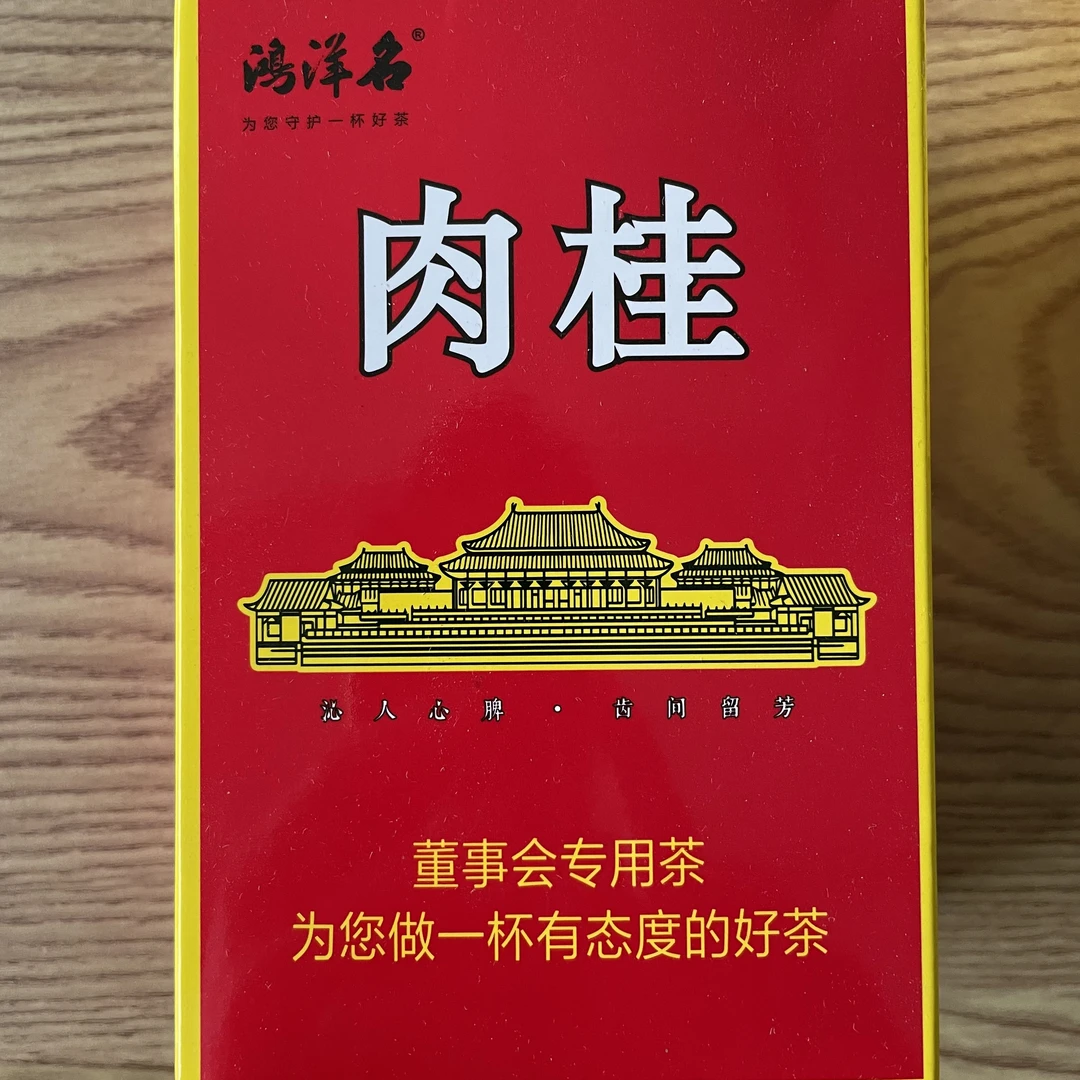 鸿洋名®
为您守护一杯好茶
肉桂
沁人心脾·齿间留芳
董事会专用茶
为您做一杯有态度的好茶